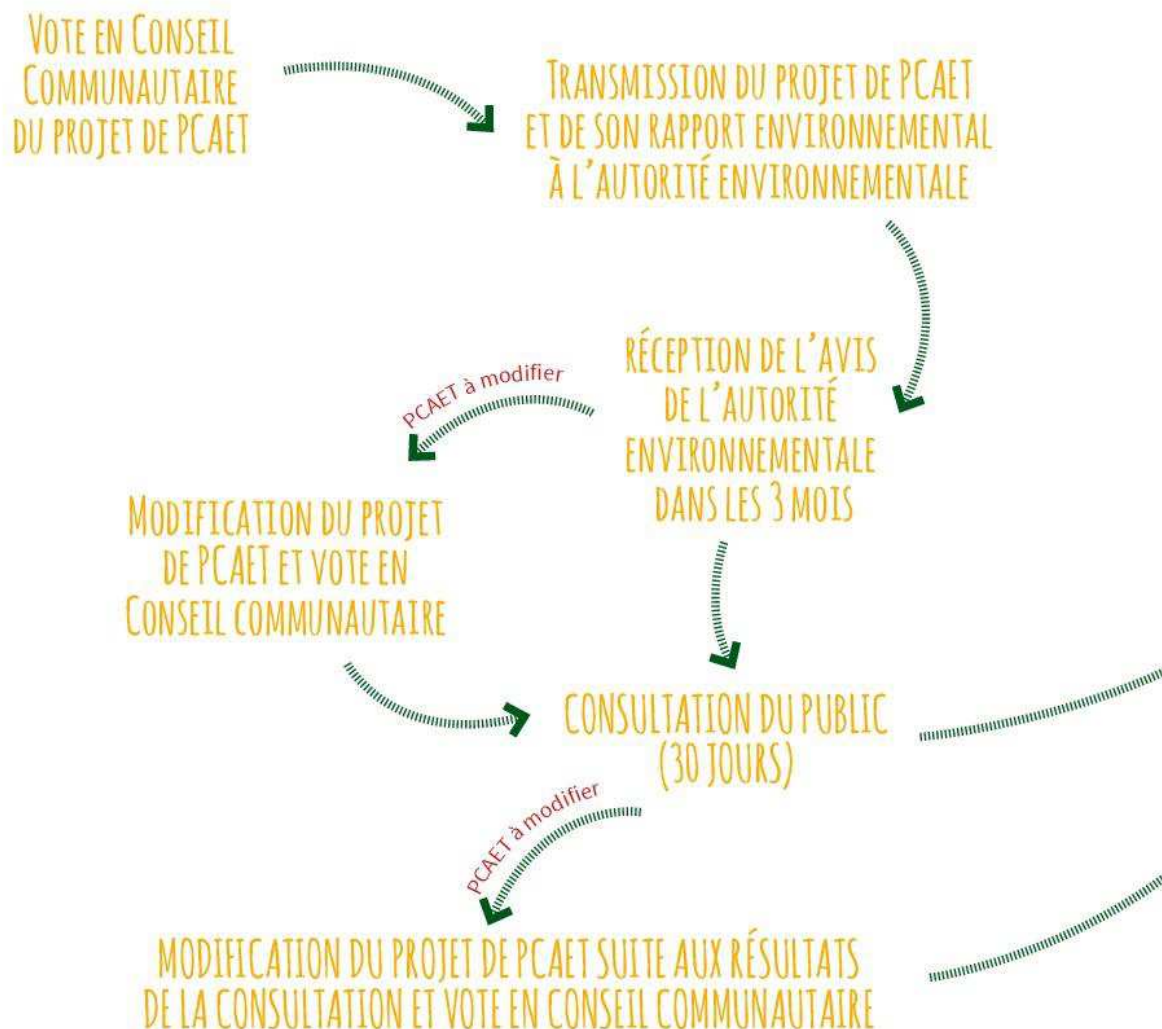 Vote en Conseil
Communautaire
du projet de PCAET
Transmission du projet de PCAET
et de son rapport environnemental
à l’autorité environnementale
réception de l’avis
de l’autorité
environnementale
dans les 3 mois
PCAET à modifier
Modification du projet
de PCAET et vote en
Conseil communautaire
CONSULTATION DU PUBLIC
(30 JOURS)
PCAET à modifier
MODIFICATION DU PROJET DE PCAET SUITE AUX RÉSULTATS
DE LA CONSULTATION ET VOTE EN CONSEIL COMMUNAUTAIRE